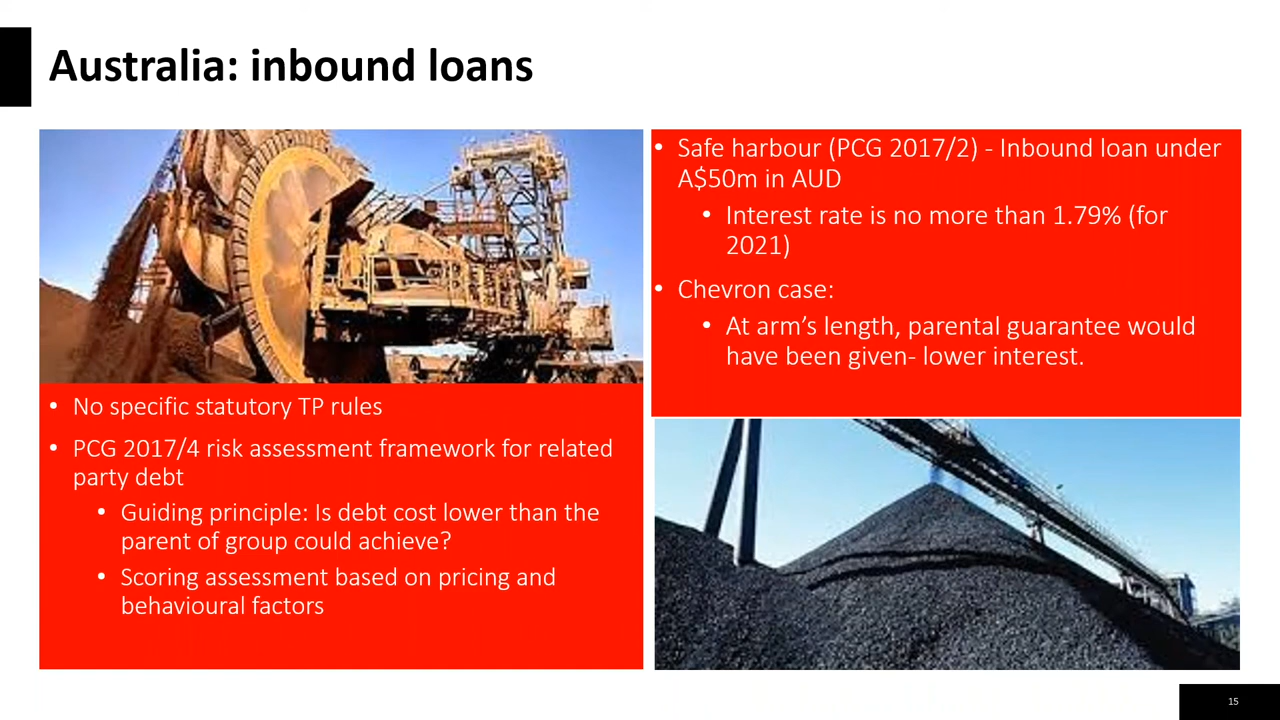 Australia: inbound loans
• No specific statutory TP rules
• PCG 2017/4 risk assessment framework for related
party debt
• Guiding principle: Is debt cost lower than the
parent of group could achieve?
• Scoring assessment based on pricing and
behavioural factors
• Safe harbour (PCG 2017/2) - Inbound loan under
A$50m in AUD
• Interest rate is no more than 1.79% (for
2021)
• Chevron case:
• At arm’s length, parental guarantee would
have been given- lower interest.
15